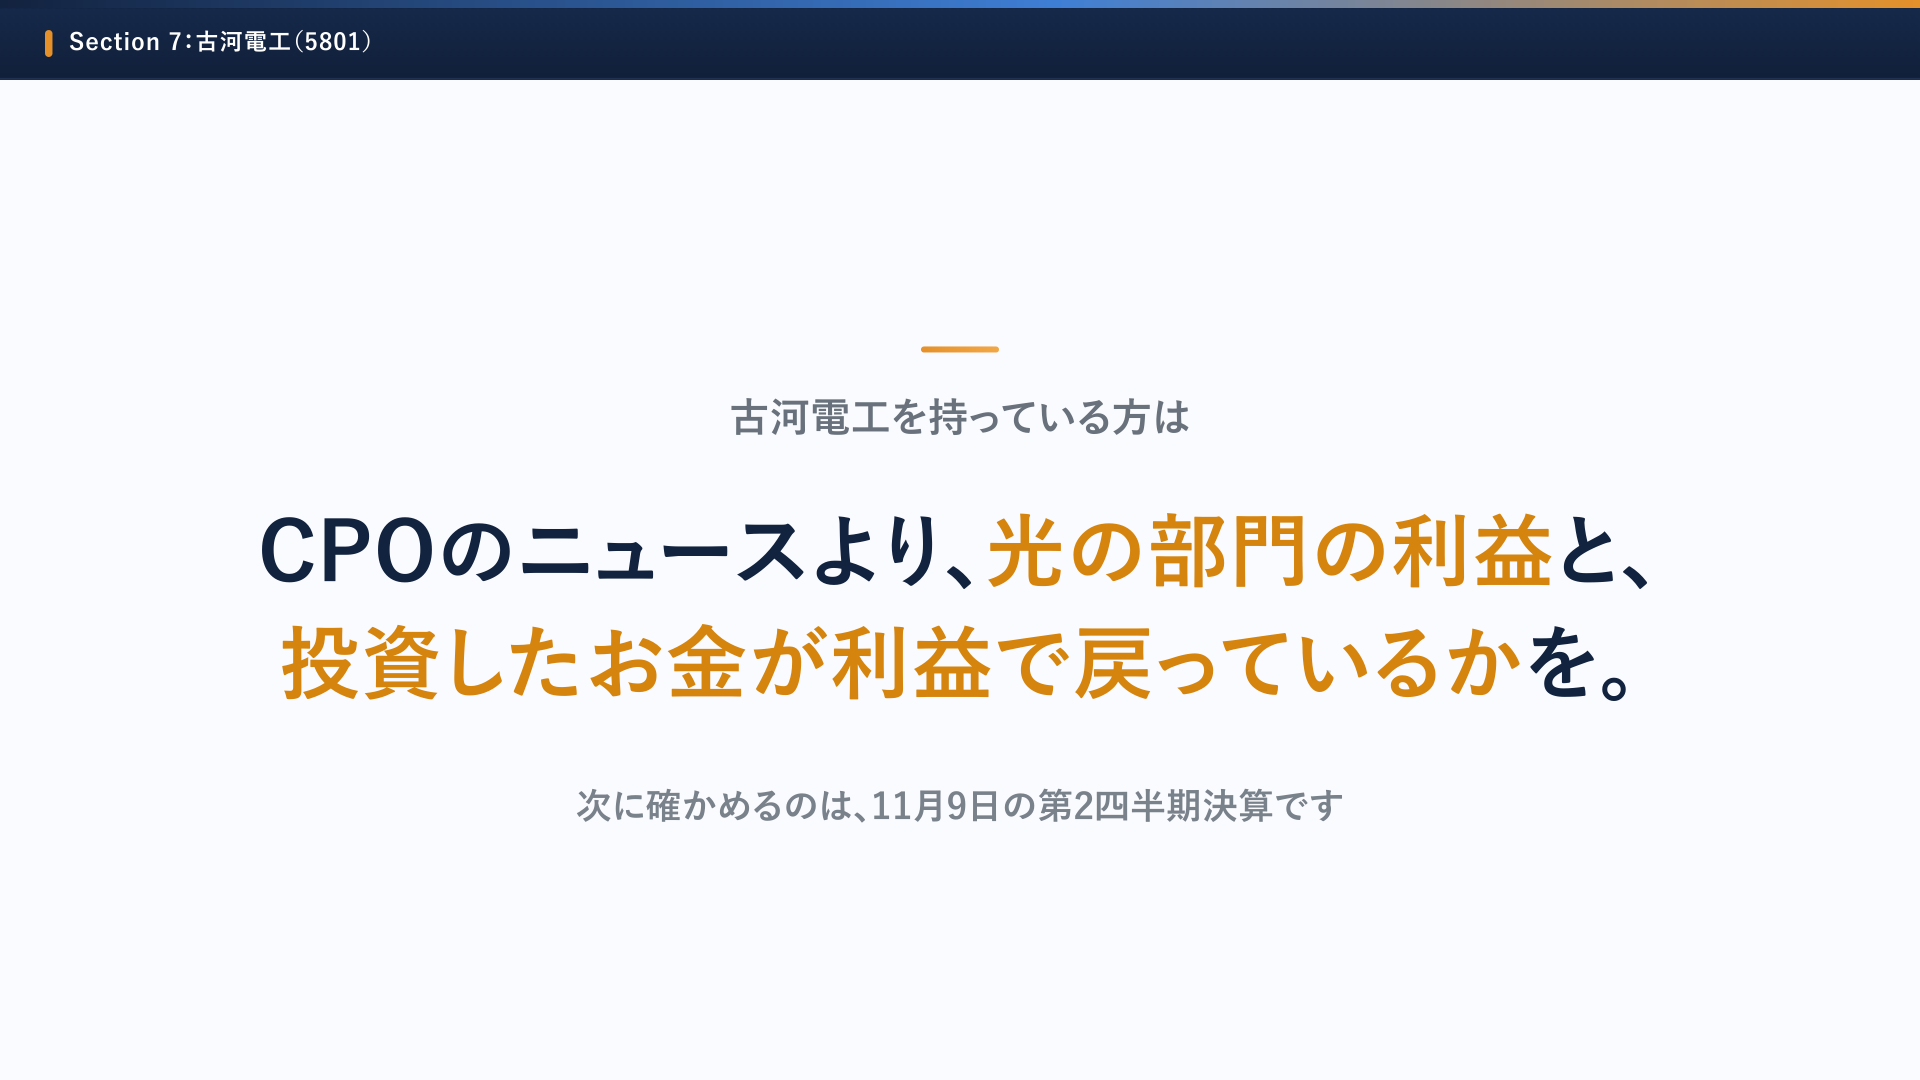 Section 7：古河電工（5801）
古河電工を持っている方は
CPOのニュースより、光の部門の利益と、
投資したお金が利益で戻っているかを。
次に確かめるのは、11月9日の第2四半期決算です